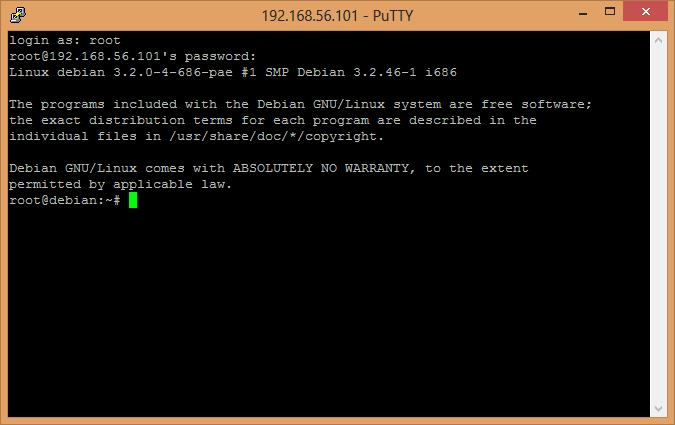 192.168.56.101 - PuTTY
login as: root
root@192.168.56.101's password:
Linux debian 3.2.0-4-686-pae #1 SMP Debian 3.2.46-1 i686
The programs included with the Debian GNU/Linux system are free software;
the exact distribution terms for each program are described in the
individual files in /usr/share/doc/*/copyright.
Debian GNU/Linux comes with ABSOLUTELY NO WARRANTY, to the extent
permitted by applicable law.
root@debian:~#